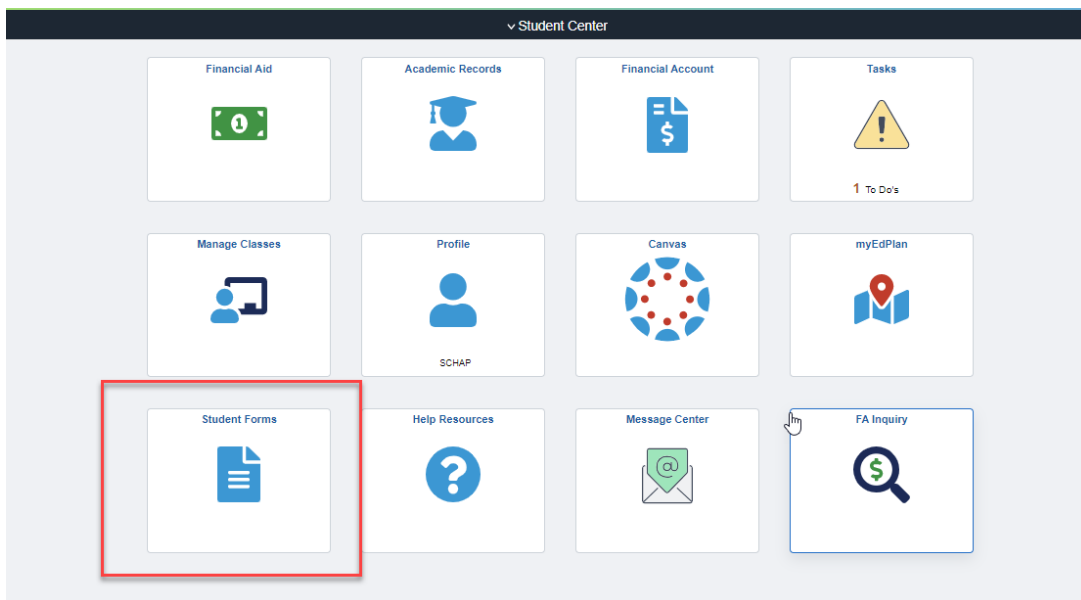 Student Center
Financial Aid
Academic Records
Financial Account
Tasks
1
$
1 To Do's
Manage Classes
Profile
Canvas
myEdPlan
SCHAP
Student Forms
Help Resources
Message Center
FA Inquiry
?
@
$